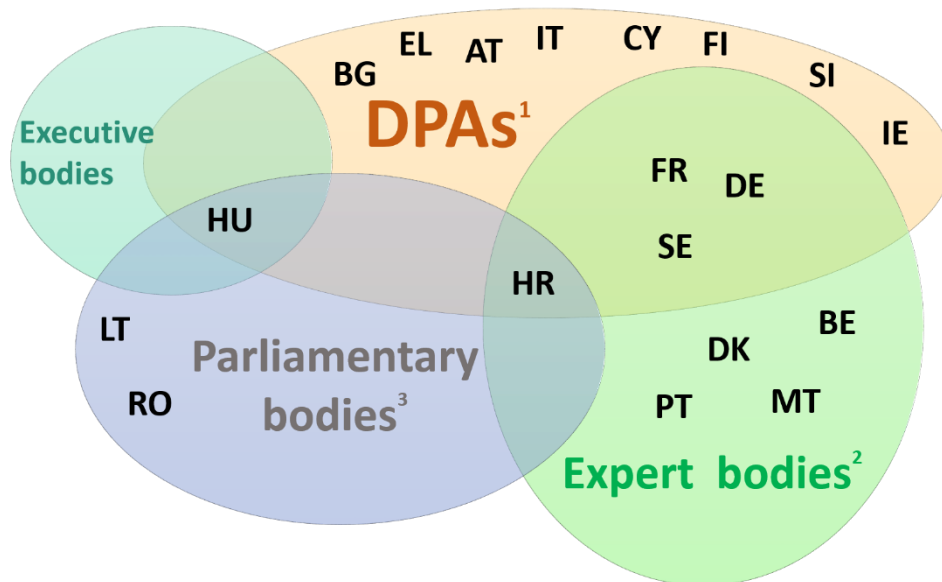 EL AT IT CY FI
BG SI
DPAs¹
IE
Executive
bodies
FR DE
HU
SE
HR
LT
BE
DK
Parliamentary
bodies³
RO
PT MT
Expert bodies²